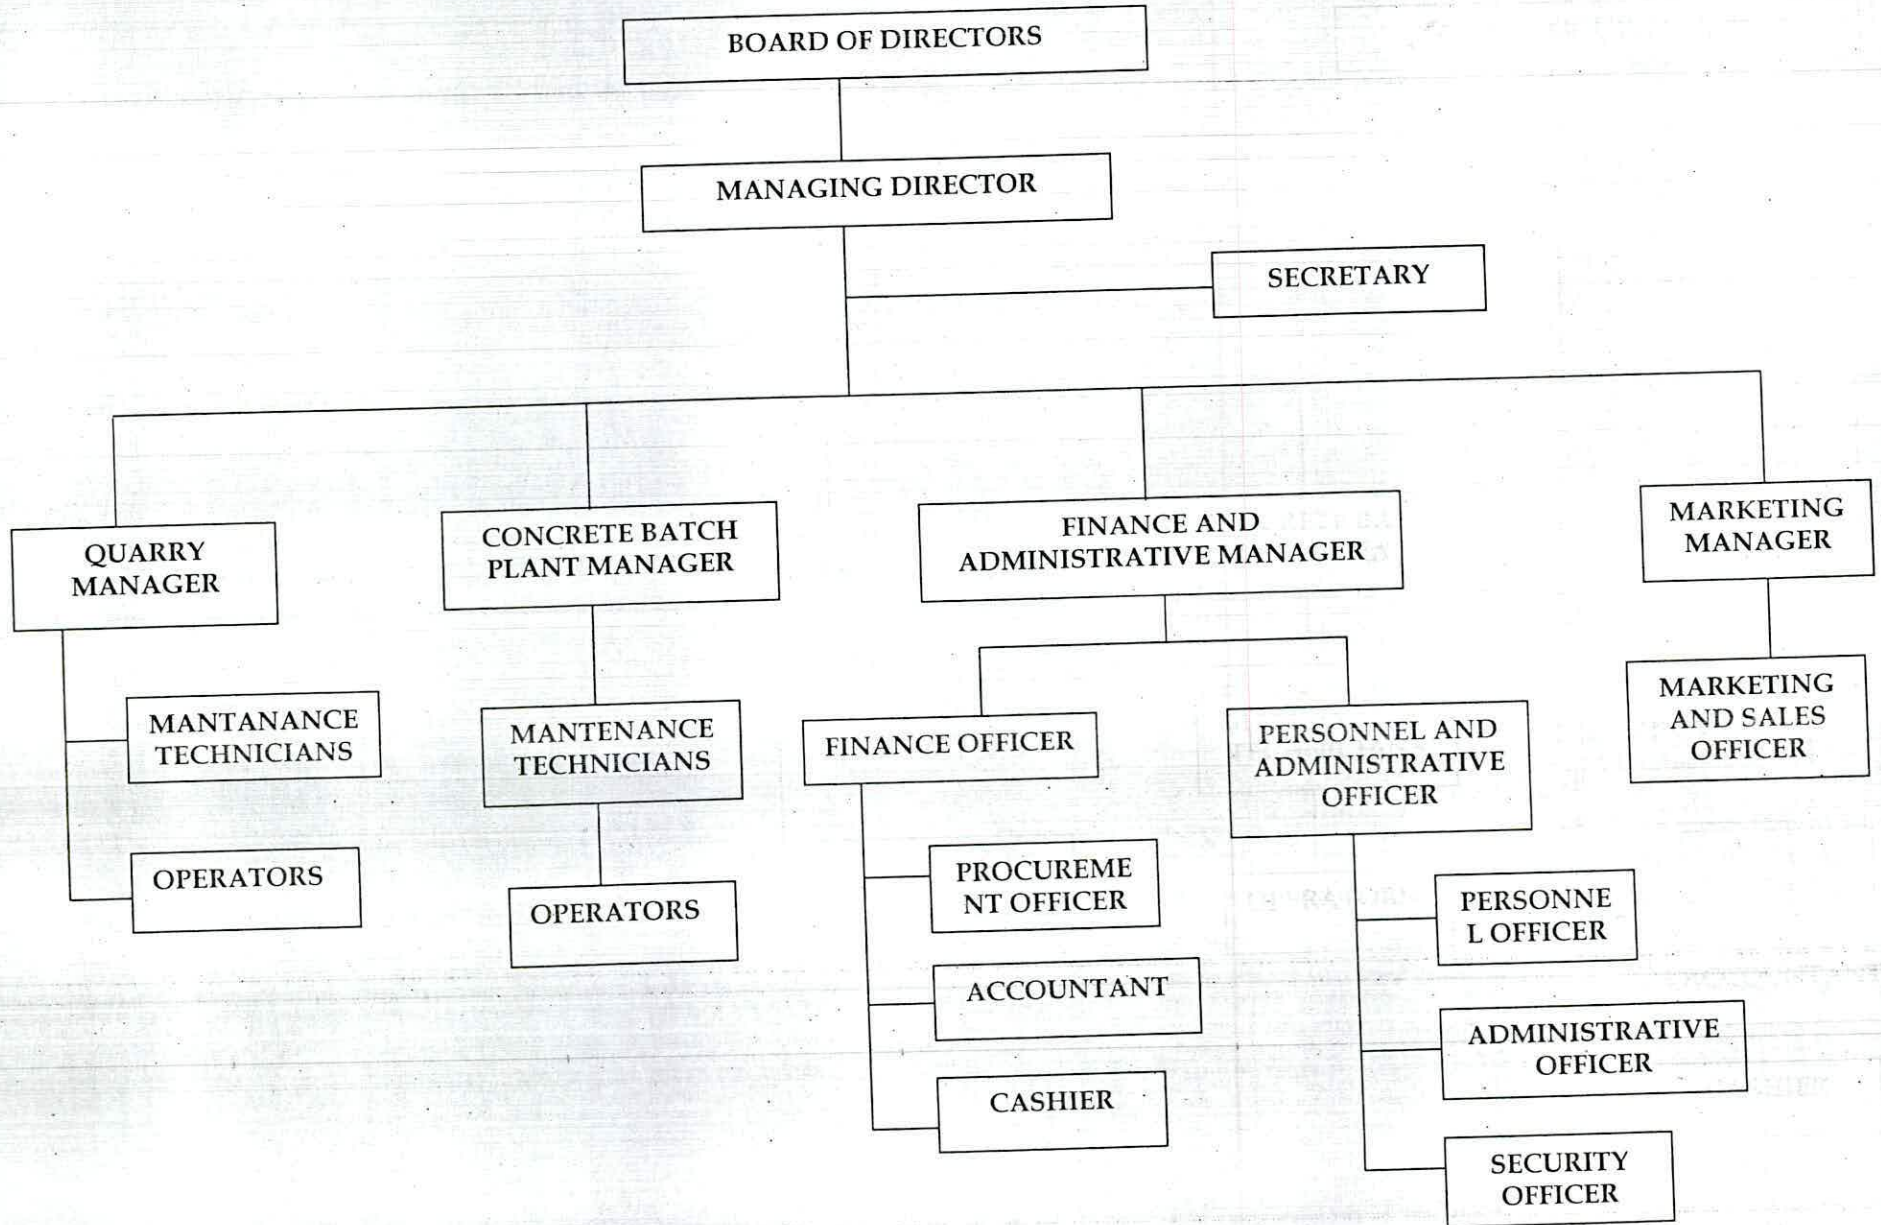 BOARD OF DIRECTORS
MANAGING DIRECTOR
SECRETARY
QUARRY
MANAGER
CONCRETE BATCH
PLANT MANAGER
FINANCE AND
ADMINISTRATIVE MANAGER
MARKETING
MANAGER
MANTANANCE
TECHNICIANS
MANTENANCE
TECHNICIANS
FINANCE OFFICER
PERSONNEL AND
ADMINISTRATIVE
OFFICER
MARKETING
AND SALES
OFFICER
OPERATORS
OPERATORS
PROCUREME
NT OFFICER
ACCOUNTANT
CASHIER
PERSONNE
L OFFICER
ADMINISTRATIVE
OFFICER
SECURITY
OFFICER